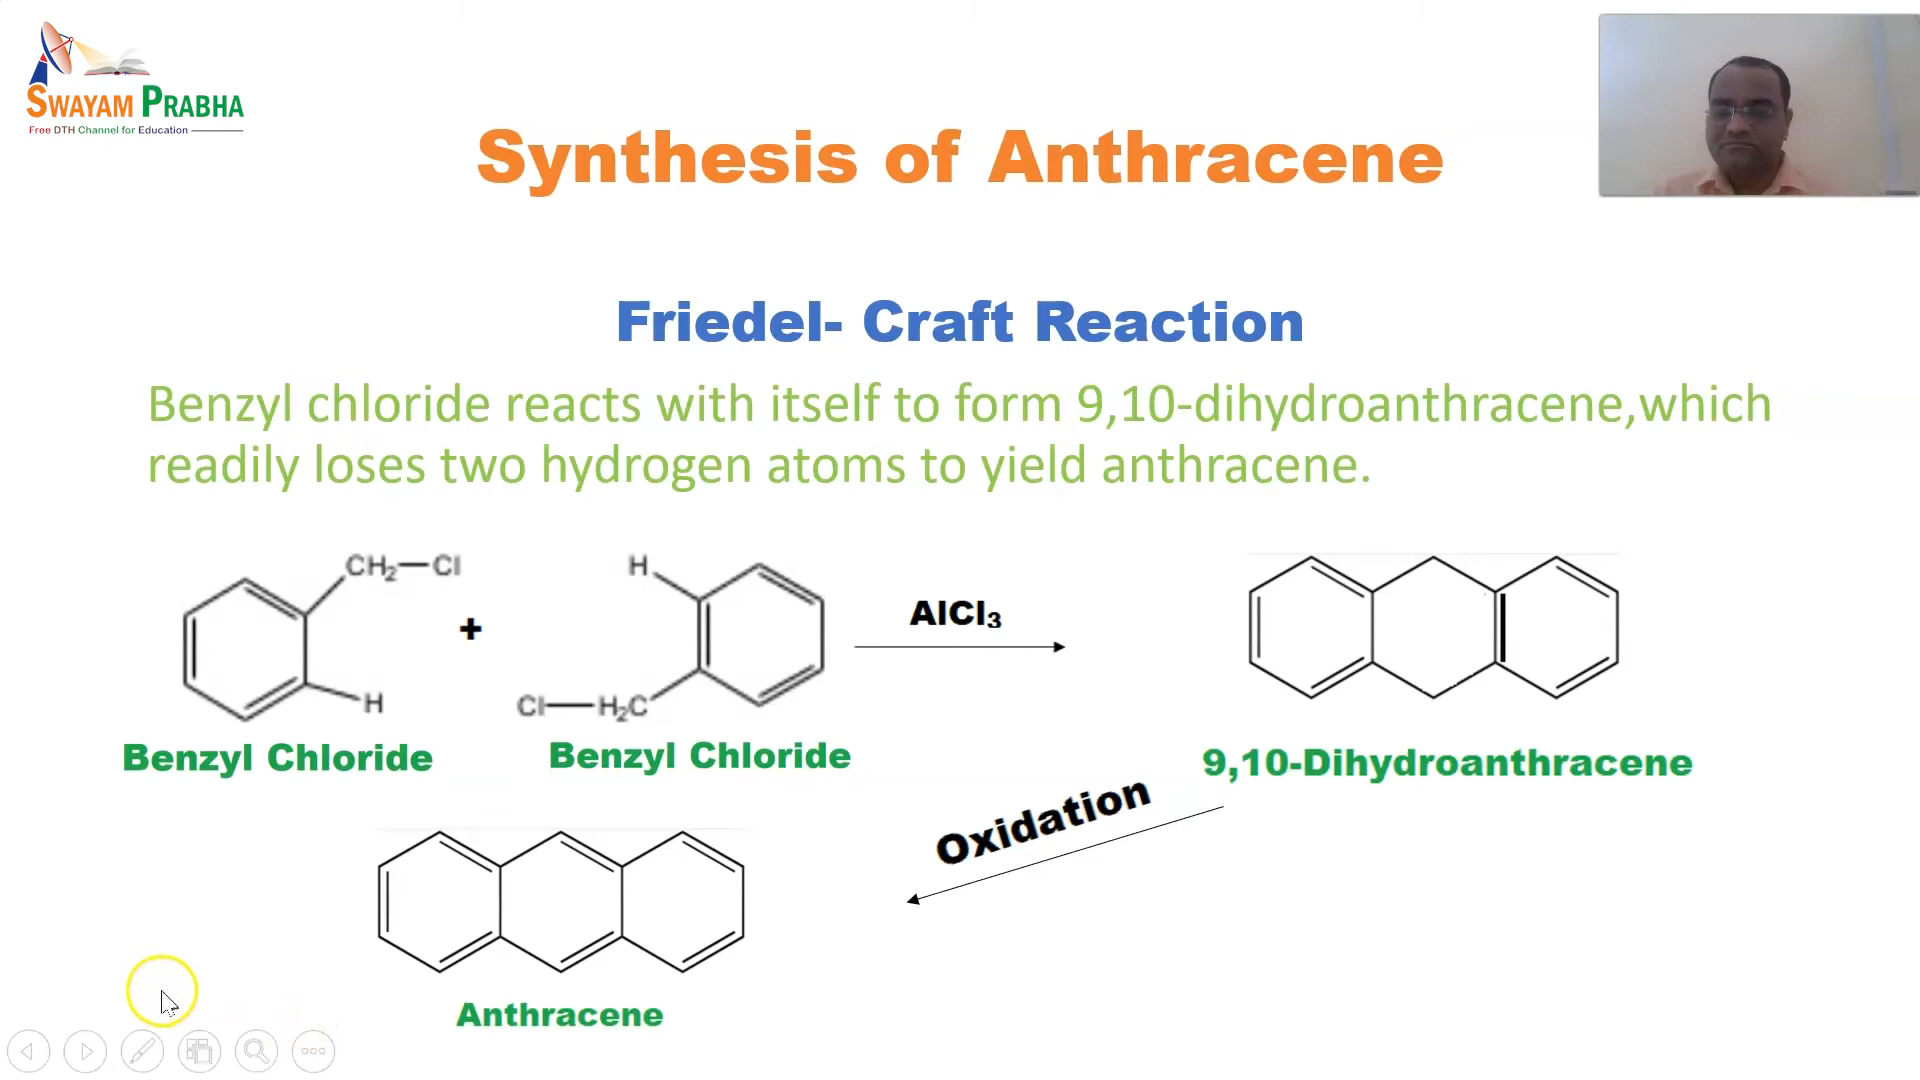 SWAYAM PRABHA
Free DTH Channel for Education
Synthesis of Anthracene
Friedel- Craft Reaction
Benzyl chloride reacts with itself to form 9,10-dihydroanthracene,which
readily loses two hydrogen atoms to yield anthracene.
CH₂—Cl
H
+
H
Cl—H₂C
AlCl₃
Benzyl Chloride
Benzyl Chloride
9,10-Dihydroanthracene
Oxidation
Anthracene